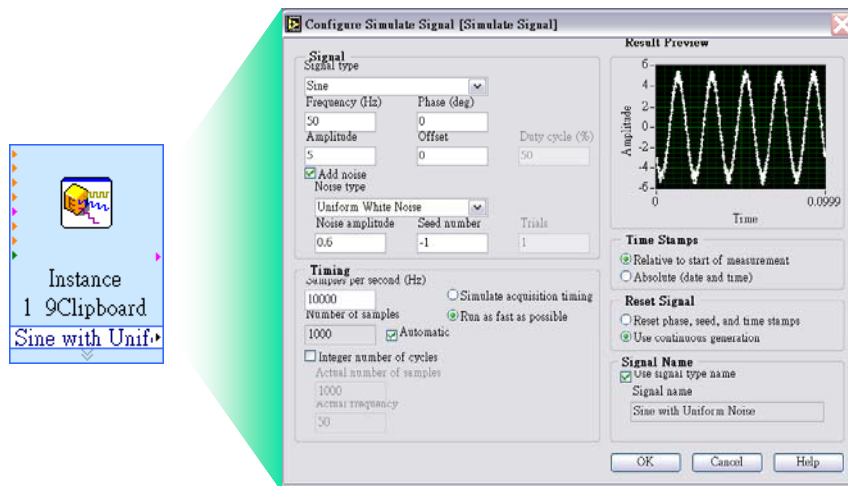 Configure Simulate Signal [Simulate Signal]
Signal
Signal type
Sine
Frequency (Hz) Phase (deg)
50 0
Amplitude Offset Duty cycle (%)
5 0 50
Add noise
Noise type
Uniform White Noise
Noise amplitude Seed number Trials
0.6 -1 1
Timing
Samples per second (Hz)
10000
Simulate acquisition timing
Number of samples
Run as fast as possible
1000 Automatic
Integer number of cycles
Actual number of samples
1000
Actual frequency
50
Result Preview
Amplitude
6
4
2
0
-2
-4
-6
0 0.0999
Time
Time Stamps
Relative to start of measurement
Absolute (date and time)
Reset Signal
Reset phase, seed, and time stamps
Use continuous generation
Signal Name
Use signal type name
Signal name
Sine with Uniform Noise
OK Cancel Help
Instance
1 9Clipboard
Sine with Unif